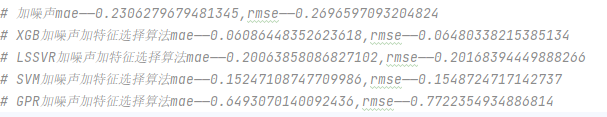 # 加噪声mae——0.2306279679481345,rmse——0.2696597093204824
# XGB加噪声加特征选择算法mae——0.06086448352623618,rmse——0.06480338215385134
# LSSVR加噪声加特征选择算法mae——0.20063858086827102,rmse——0.20168394449888266
# SVM加噪声加特征选择算法mae——0.15247108747709986,rmse——0.1548724717142737
# GPR加噪声加特征选择算法mae——0.6493070140092436,rmse——0.7722354934886814